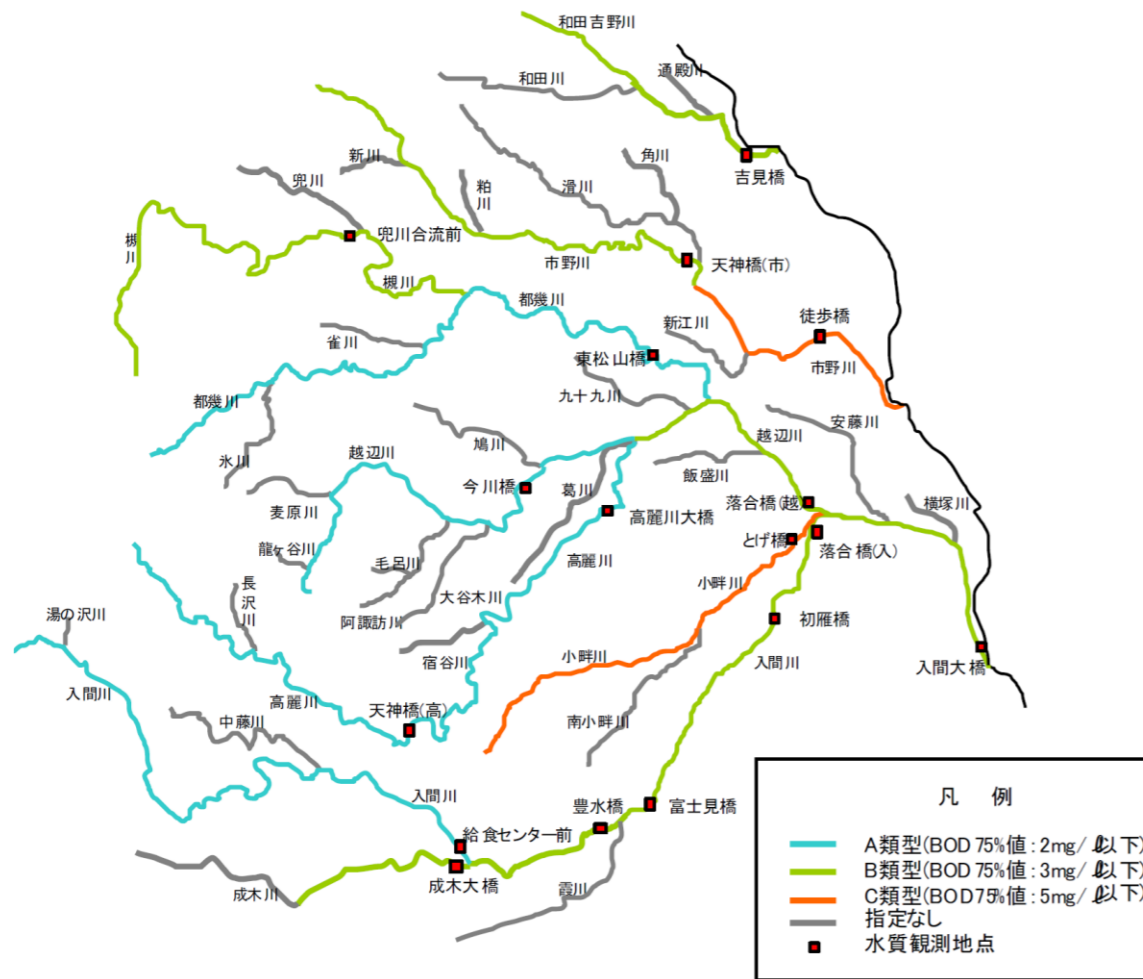 和田吉野川
通殿川
和田川
吉見橋
新川
角川
兜川
粕川
滑川
槻川
兜川合流前
市野川
天神橋(市)
槻川
都幾川
新江川
徒歩橋
雀川
東松山橋
市野川
九十九川
都幾川
安藤川
越辺川
鳩川
越辺川
氷川
飯盛川
今川橋
葛川
落合橋(越)
横塚川
麦原川
高麗川大橋
とげ橋
落合橋(入)
龍ヶ谷川
毛呂川
高麗川
小畔川
長沢川
大谷木川
湯の沢川
阿諏訪川
初雁橋
宿谷川
小畔川
入間川
入間大橋
入間川
高麗川
天神橋(高)
中藤川
南小畔川
入間川
豊水橋
富士見橋
給食センター前
成木大橋
成木川
霞川
凡 例
A類型(BOD 75%値:2mg/ℓ以下)
B類型(BOD 75%値:3mg/ℓ以下)
C類型(BOD75%値:5mg/ℓ以下)
指定なし
水質観測地点